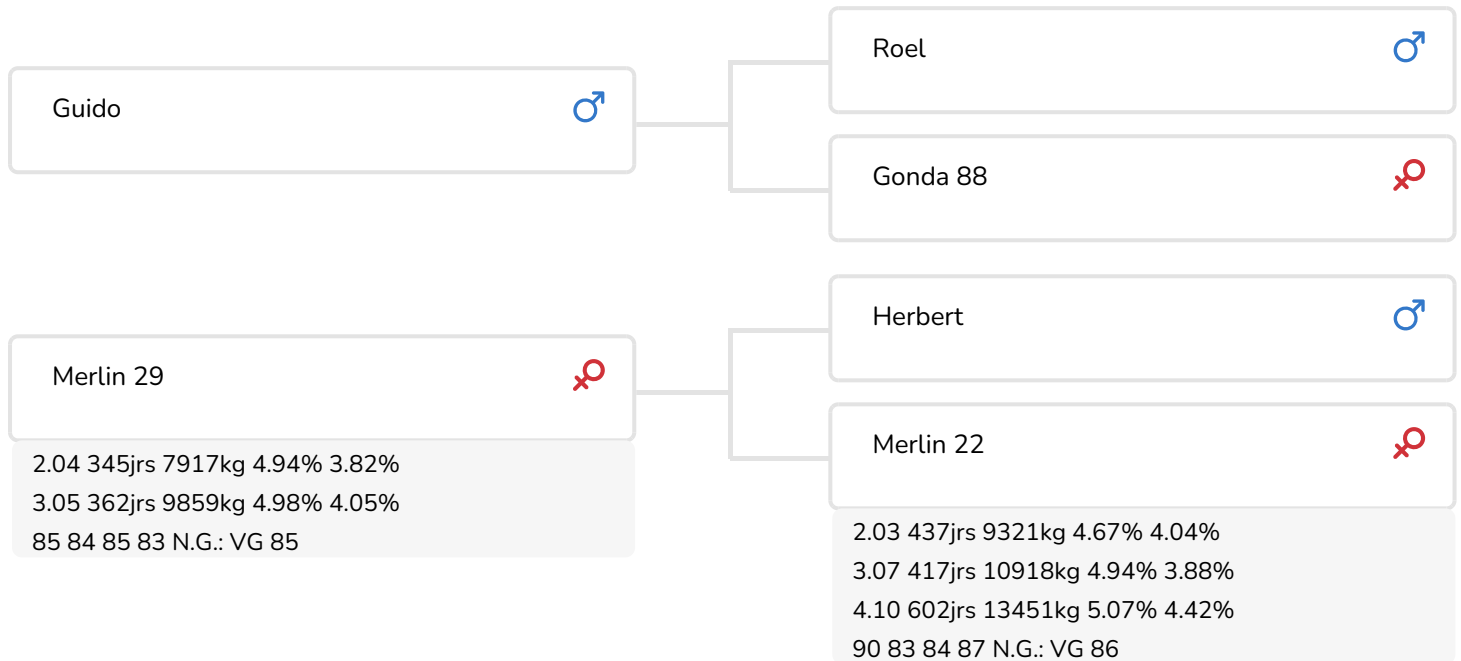 Guido
Roel
Gonda 88
Merlin 29
2.04 345jrs 7917kg 4.94% 3.82%
3.05 362jrs 9859kg 4.98% 4.05%
85 84 85 83 N.G.: VG 85
Herbert
Merlin 22
2.03 437jrs 9321kg 4.67% 4.04%
3.07 417jrs 10918kg 4.94% 3.88%
4.10 602jrs 13451kg 5.07% 4.42%
90 83 84 87 N.G.: VG 86